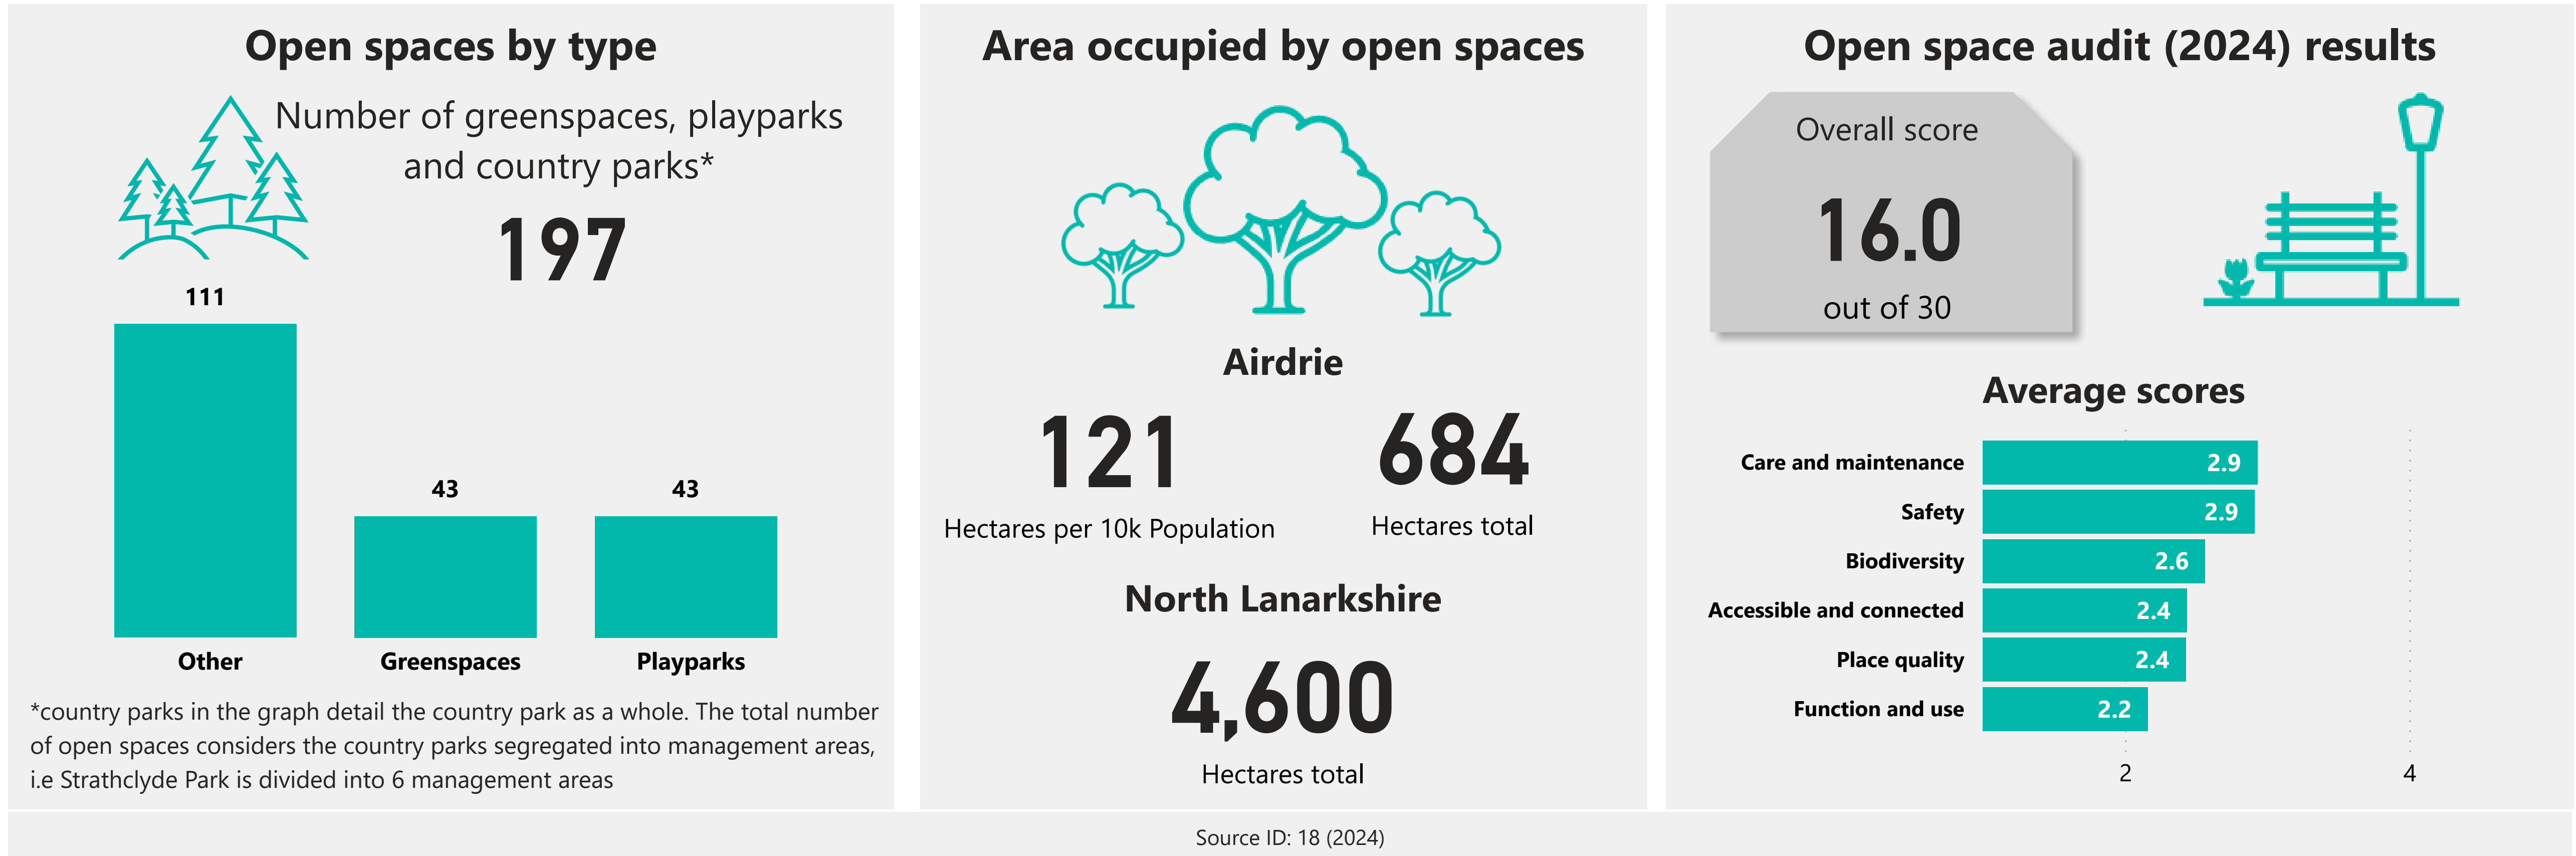 Open spaces by type
Number of greenspaces, playparks
and country parks*
197
111
43
43
Other
Greenspaces
Playparks
*country parks in the graph detail the country park as a whole. The total number
of open spaces considers the country parks segregated into management areas,
i.e Strathclyde Park is divided into 6 management areas
Area occupied by open spaces
Airdrie
121
Hectares per 10k Population
684
Hectares total
North Lanarkshire
4,600
Hectares total
Open space audit (2024) results
Overall score
16.0
out of 30
Average scores
Care and maintenance 2.9
Safety 2.9
Biodiversity 2.6
Accessible and connected 2.4
Place quality 2.4
Function and use 2.2
2 4
Source ID: 18 (2024)